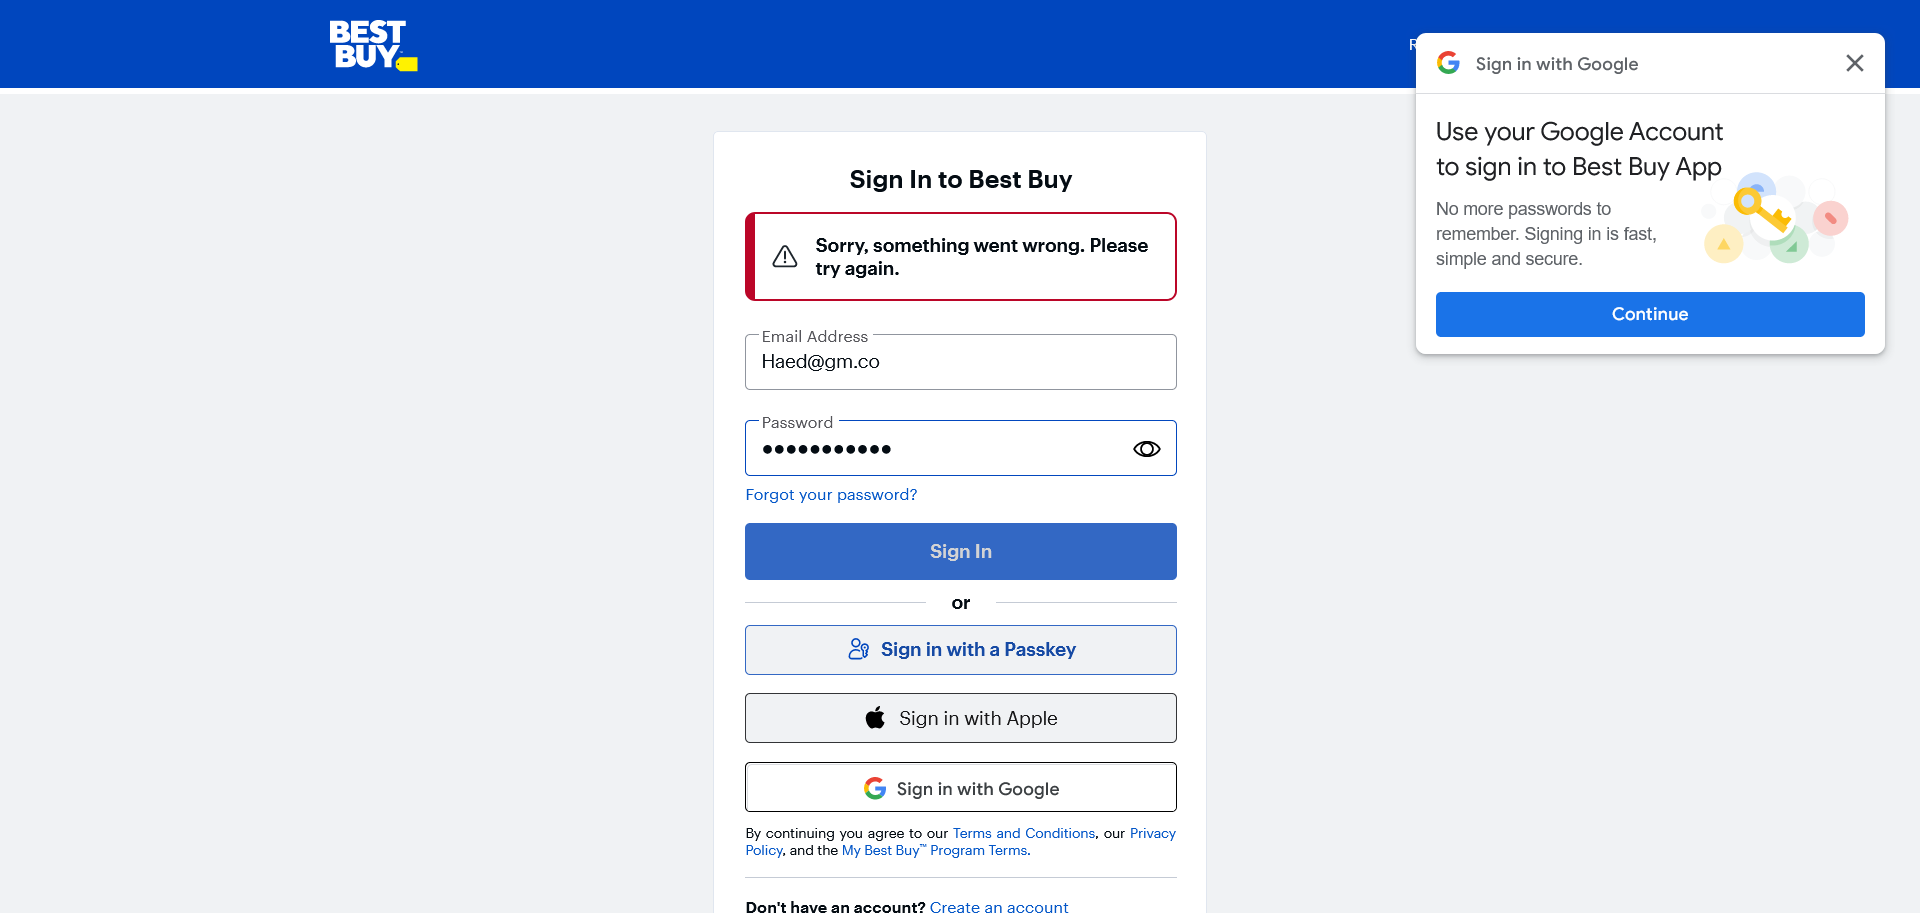 BEST
BUY
R
Sign in with Google
Use your Google Account
to sign in to Best Buy App
No more passwords to
remember. Signing in is fast,
simple and secure.
Continue
Sign In to Best Buy
Sorry, something went wrong. Please
try again.
Email Address
Haed@gm.co
Password
•••••••••••
Forgot your password?
Sign In
or
Sign in with a Passkey
Sign in with Apple
Sign in with Google
By continuing you agree to our Terms and Conditions, our Privacy
Policy, and the My Best Buy™ Program Terms.
Don't have an account? Create an account